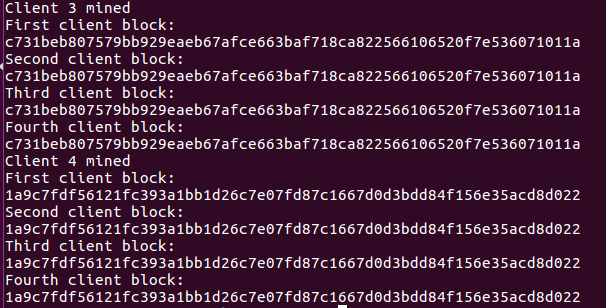 Client 3 mined
First client block:
c731beb807579bb929eaeb67afce663baf718ca822566106520f7e536071011a
Second client block:
c731beb807579bb929eaeb67afce663baf718ca822566106520f7e536071011a
Third client block:
c731beb807579bb929eaeb67afce663baf718ca822566106520f7e536071011a
Fourth client block:
c731beb807579bb929eaeb67afce663baf718ca822566106520f7e536071011a
Client 4 mined
First client block:
1a9c7fdf56121fc393a1bb1d26c7e07fd87c1667d0d3bdd84f156e35acd8d022
Second client block:
1a9c7fdf56121fc393a1bb1d26c7e07fd87c1667d0d3bdd84f156e35acd8d022
Third client block:
1a9c7fdf56121fc393a1bb1d26c7e07fd87c1667d0d3bdd84f156e35acd8d022
Fourth client block:
1a9c7fdf56121fc393a1bb1d26c7e07fd87c1667d0d3bdd84f156e35acd8d022